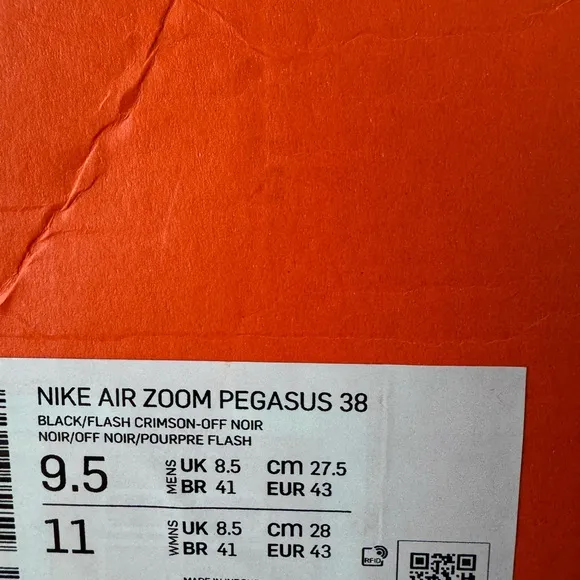 NIKE AIR ZOOM PEGASUS 38
BLACK/FLASH CRIMSON-OFF NOIR
NOIR/OFF NOIR/POURPRE FLASH
9.5 MENS UK 8.5 cm 27.5
BR 41 EUR 43
11 WMNS UK 8.5 cm 28
BR 41 EUR 43
RFID
MADE IN